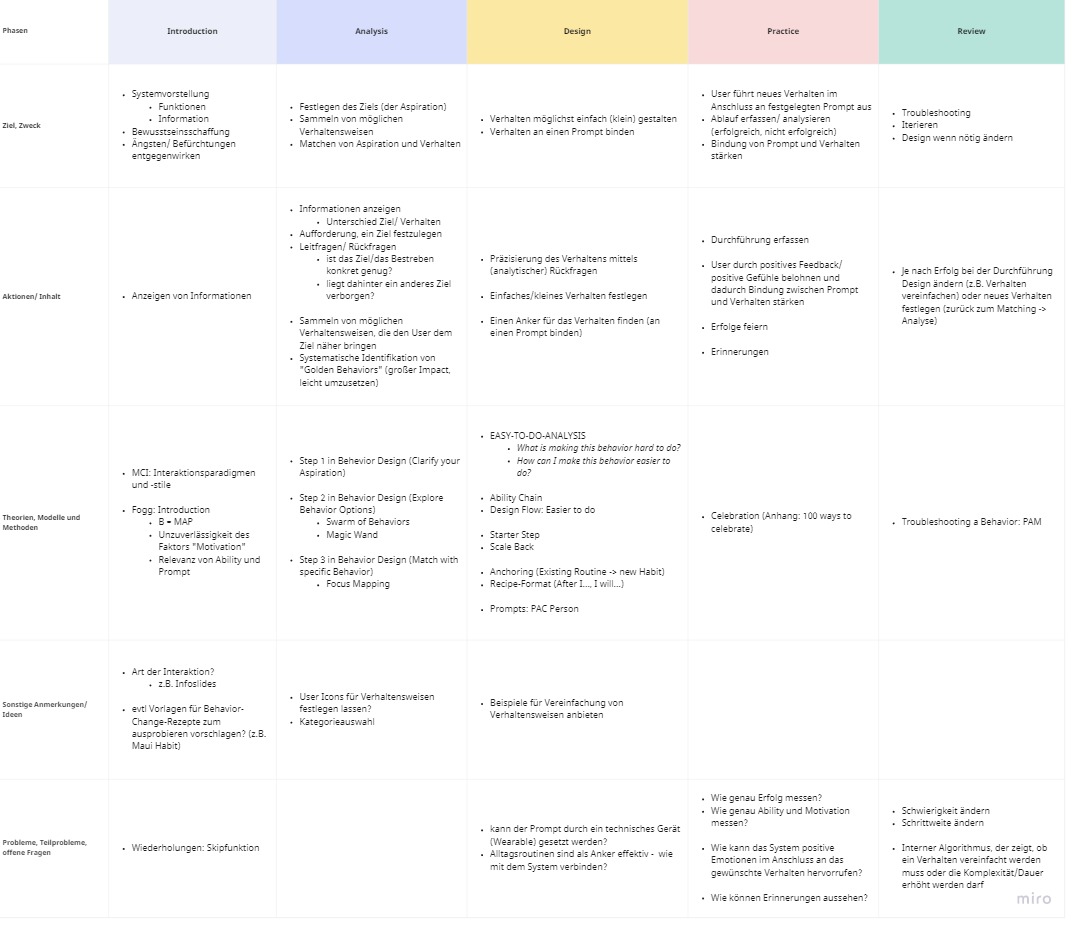 Phasen
Introduction
Analysis
Design
Practice
Review
Ziel, Zweck
Systemvorstellung
Funktionen
Information
Bewusstseinsschaffung
Ängsten/ Befürchtungen
entgegenwirken
Festlegen des Ziels (der Aspiration)
Sammeln von möglichen
Verhaltensweisen
Matchen von Aspiration und Verhalten
Verhalten möglichst einfach (klein) gestalten
Verhalten an einen Prompt binden
User führt neues Verhalten im
Anschluss an festgelegten Prompt aus
Ablauf erfassen/ analysieren
(erfolgreich, nicht erfolgreich)
Bindung von Prompt und Verhalten
stärken
Troubleshooting
Iterieren
Design wenn nötig ändern
Aktionen/ Inhalt
Anzeigen von Informationen
Informationen anzeigen
Unterschied Ziel/ Verhalten
Aufforderung, ein Ziel festzulegen
Leitfragen/ Rückfragen
ist das Ziel/das Bestreben
konkret genug?
liegt dahinter ein anderes Ziel
verborgen?
Sammeln von möglichen
Verhaltensweisen, die den User dem
Ziel näher bringen
Systematische Identifikation von
"Golden Behaviors" (großer Impact,
leicht umzusetzen)
Präzisierung des Verhaltens mittels
(analytischer) Rückfragen
Einfaches/kleines Verhalten festlegen
Einen Anker für das Verhalten finden (an
einen Prompt binden)
Durchführung erfassen
User durch positives Feedback/
positive Gefühle belohnen und
dadurch Bindung zwischen Prompt
und Verhalten stärken
Erfolge feiern
Erinnerungen
Je nach Erfolg bei der Durchführung
Design ändern (z.B. Verhalten
vereinfachen) oder neues Verhalten
festlegen (zurück zum Matching ->
Analyse)
Theorien, Modelle und
Methoden
MCI: Interaktionsparadigmen
und -stile
Fogg: Introduction
B = MAP
Unzuverlässigkeit des
Faktors "Motivation"
Relevanz von Ability und
Prompt
Step 1 in Behevior Design (Clarify your
Aspiration)
Step 2 in Behavior Design (Explore
Behavior Options)
Swarm of Behaviors
Magic Wand
Step 3 in Behavior Design (Match with
specific Behavior)
Focus Mapping
EASY-TO-DO-ANALYSIS
What is making this behavior hard to do?
How can I make this behavior easier to
do?
Ability Chain
Design Flow: Easier to do
Starter Step
Scale Back
Anchoring (Existing Routine -> new Habit)
Recipe-Format (After I..., I will...)
Prompts: PAC Person
Celebration (Anhang: 100 ways to
celebrate)
Troubleshooting a Behavior: PAM
Sonstige Anmerkungen/
Ideen
Art der Interaktion?
z.B. Infoslides
evtl Vorlagen für Behavior-
Change-Rezepte zum
ausprobieren vorschlagen? (z.B.
Maui Habit)
User Icons für Verhaltensweisen
festlegen lassen?
Kategorieauswahl
Beispiele für Vereinfachung von
Verhaltensweisen anbieten
Probleme, Teilprobleme,
offene Fragen
Wiederholungen: Skipfunktion
kann der Prompt durch ein technisches Gerät
(Wearable) gesetzt werden?
Alltagsroutinen sind als Anker effektiv - wie
mit dem System verbinden?
Wie genau Erfolg messen?
Wie genau Ability und Motivation
messen?
Wie kann das System positive
Emotionen im Anschluss an das
gewünschte Verhalten hervorrufen?
Wie können Erinnerungen aussehen?
Schwierigkeit ändern
Schrittweite ändern
Interner Algorithmus, der zeigt, ob
ein Verhalten vereinfacht werden
muss oder die Komplexität/Dauer
erhöht werden darf
miro